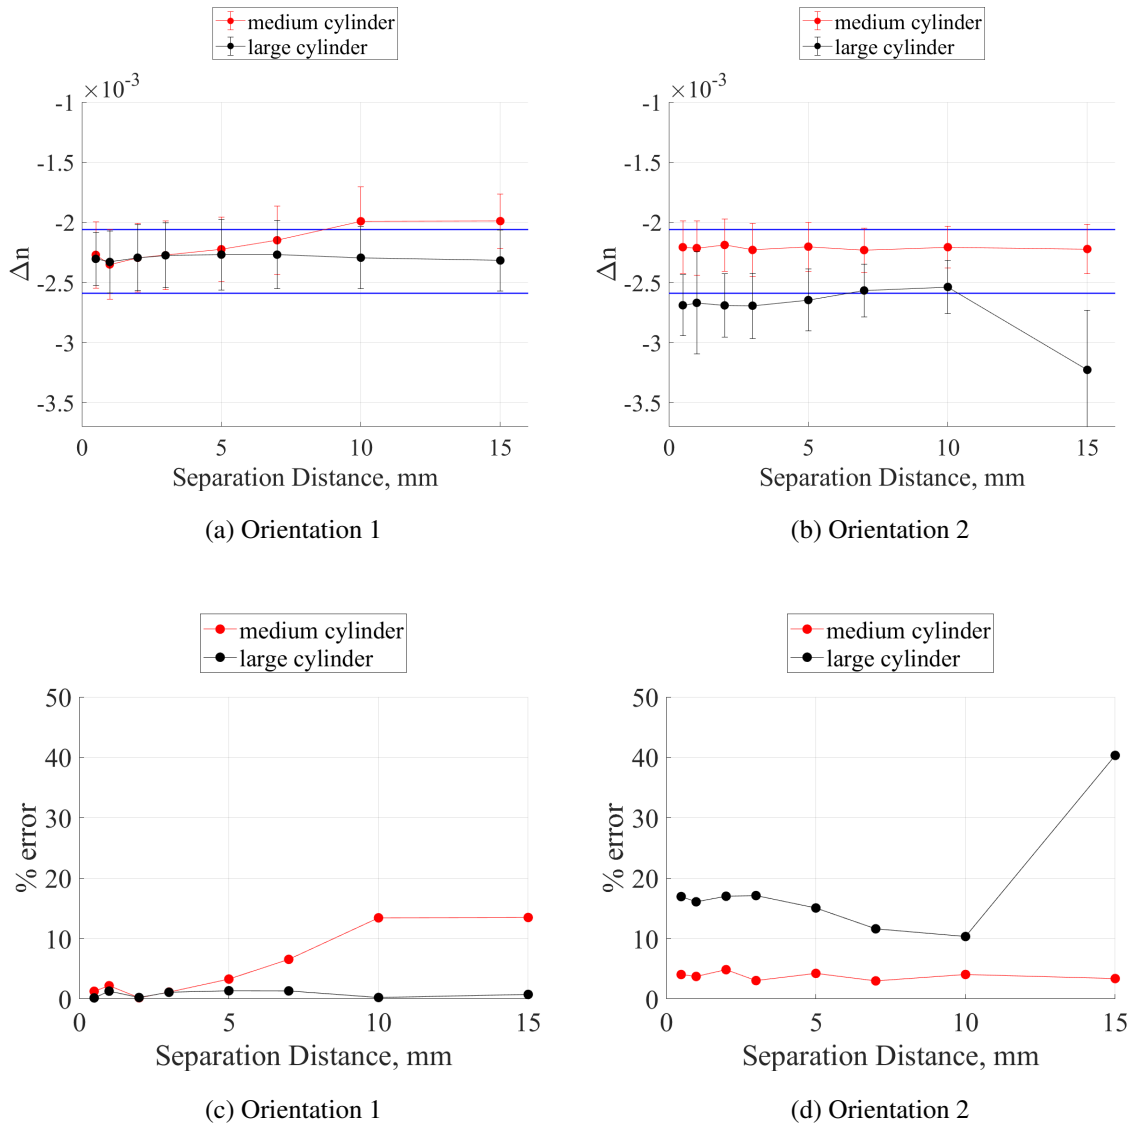 medium cylinder
large cylinder
×10^-3
-1
-1.5
-2
-2.5
-3
-3.5
Δn
0 5 10 15
Separation Distance, mm
(a) Orientation 1
medium cylinder
large cylinder
×10^-3
-1
-1.5
-2
-2.5
-3
-3.5
Δn
0 5 10 15
Separation Distance, mm
(b) Orientation 2
medium cylinder
large cylinder
50
40
30
20
10
0
% error
0 5 10 15
Separation Distance, mm
(c) Orientation 1
medium cylinder
large cylinder
50
40
30
20
10
0
% error
0 5 10 15
Separation Distance, mm
(d) Orientation 2